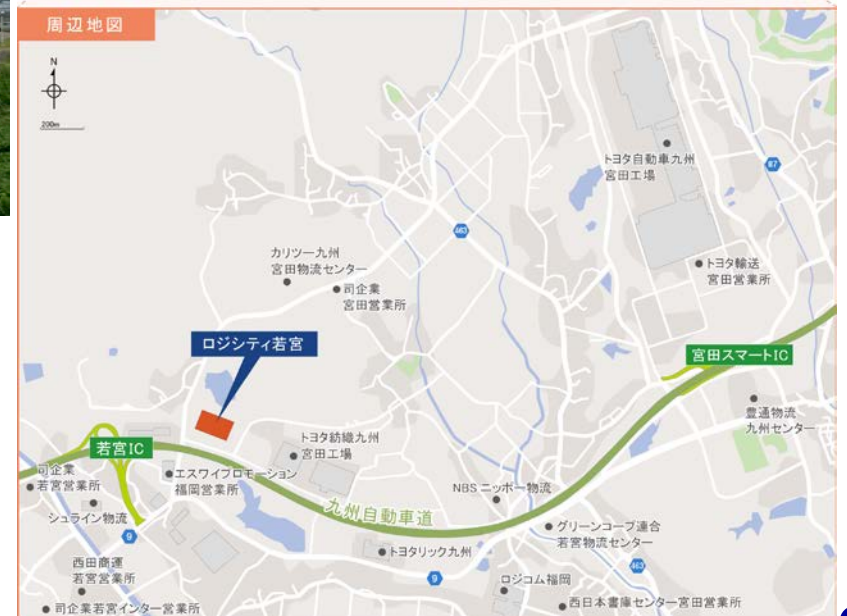 周辺地図
N
200m
トヨタ自動車九州
宮田工場
467
463
カリツー九州
宮田物流センター
司企業
宮田営業所
トヨタ輸送
宮田営業所
ロジシティ若宮
宮田スマートIC
豊通物流
九州センター
若宮IC
トヨタ紡織九州
宮田工場
司企業
若宮営業所
エスワイプロモーション
福岡営業所
NBS ニッポー物流
シュライン物流
九州自動車道
グリーンコープ連合
若宮物流センター
9
トヨタリック九州
西田商運
若宮営業所
9
463
ロジコム福岡
西日本書庫センター宮田営業所
司企業若宮インター営業所